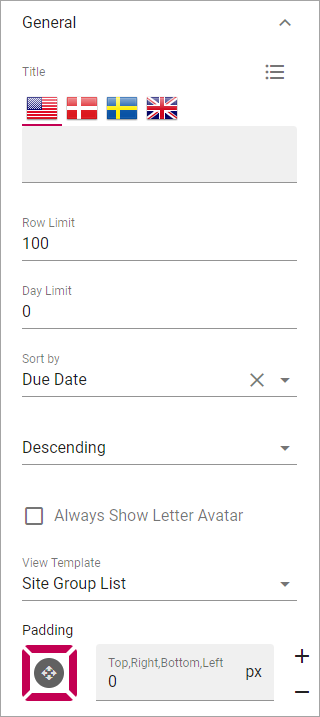 General
Title
Row Limit
100
Day Limit
0
Sort by
Due Date
Descending
Always Show Letter Avatar
View Template
Site Group List
Padding
Top,Right,Bottom,Left
0 px